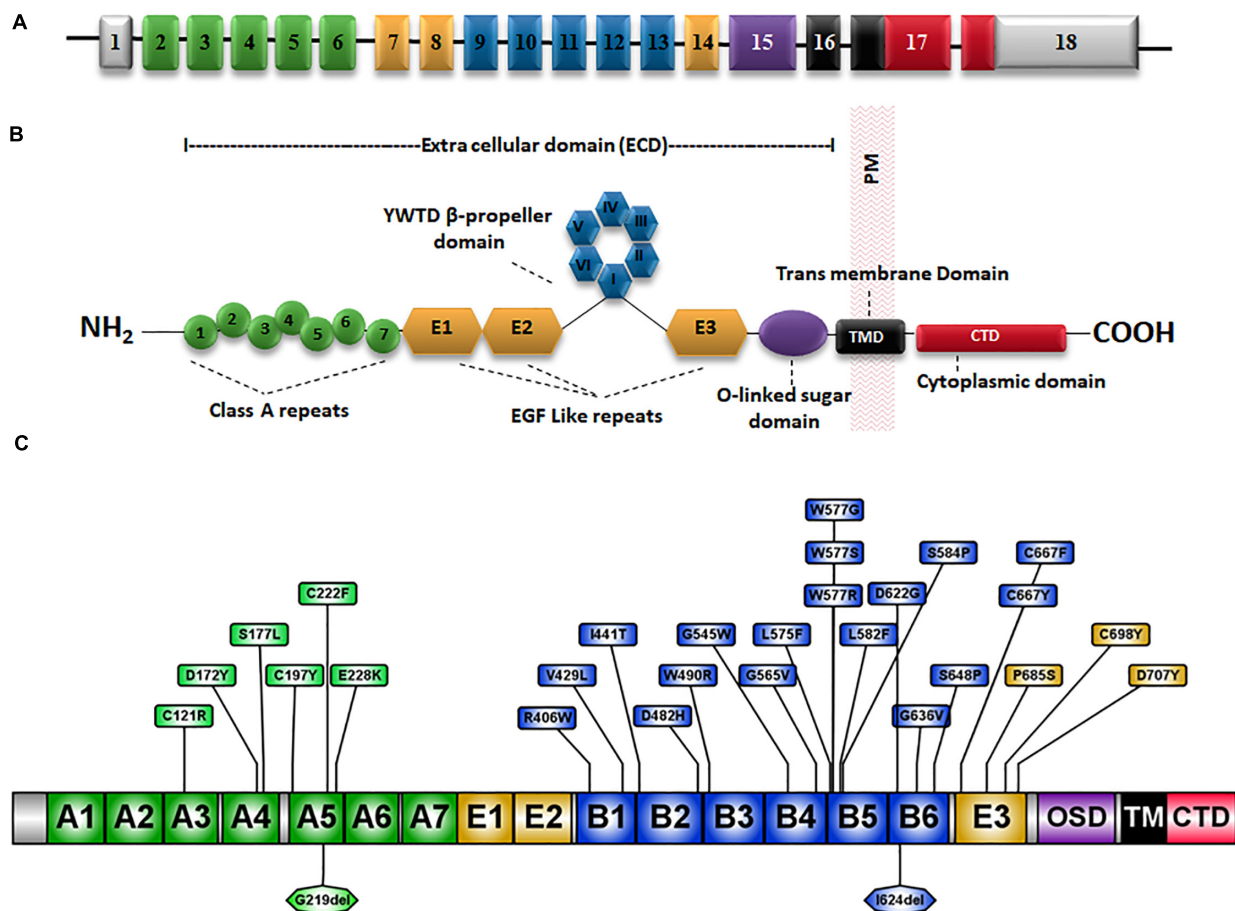 A
1 2 3 4 5 6 7 8 9 10 11 12 13 14 15 16 17 18
B
I-----------------------Extra cellular domain (ECD)----------------I
PM
YWTD β-propeller
domain
IV
V III
VI II
I
Trans membrane Domain
NH2
1 2 3 4 5 6 7
E1 E2 E3
TMD
CTD
COOH
Class A repeats
EGF Like repeats
O-linked sugar
domain
Cytoplasmic domain
C
W577G
W577S S584P C667F
C222F W577R D622G C667Y
S177L I441T G545W L575F L582F C698Y
D172Y C197Y E228K V429L W490R G565V S648P P685S D707Y
C121R R406W D482H G636V
A1 A2 A3 A4 A5 A6 A7 E1 E2 B1 B2 B3 B4 B5 B6 E3 OSD TM CTD
G219del I624del